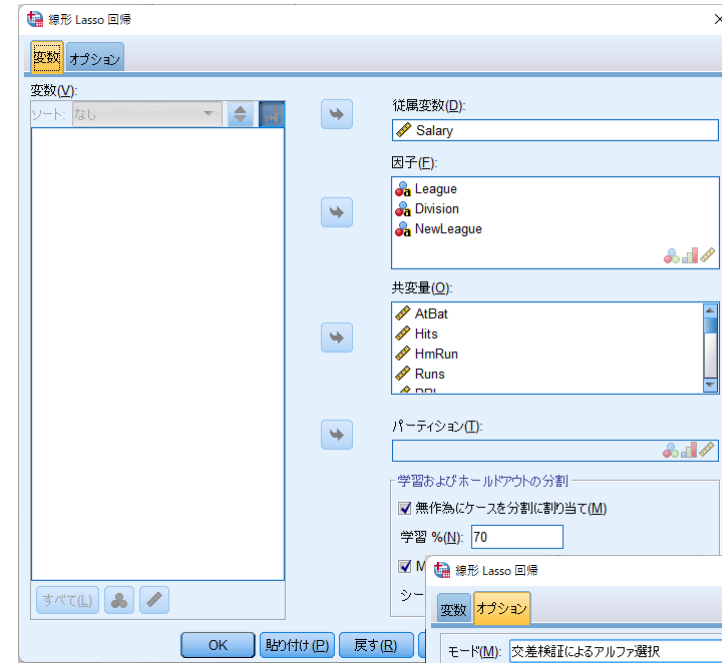 線形 Lasso 回帰
変数 オプション
変数(V):
ソート: なし
従属変数(D):
Salary
因子(F):
League
Division
NewLeague
共変量(O):
AtBat
Hits
HmRun
Runs
パーティション(T):
学習およびホールドアウトの分割
無作為にケースを分割に割り当て(M)
学習 %(N): 70
すべて(L)
OK 貼り付け(P) 戻す(R)
線形 Lasso 回帰
変数 オプション
モード(M): 交差検証によるアルファ選択